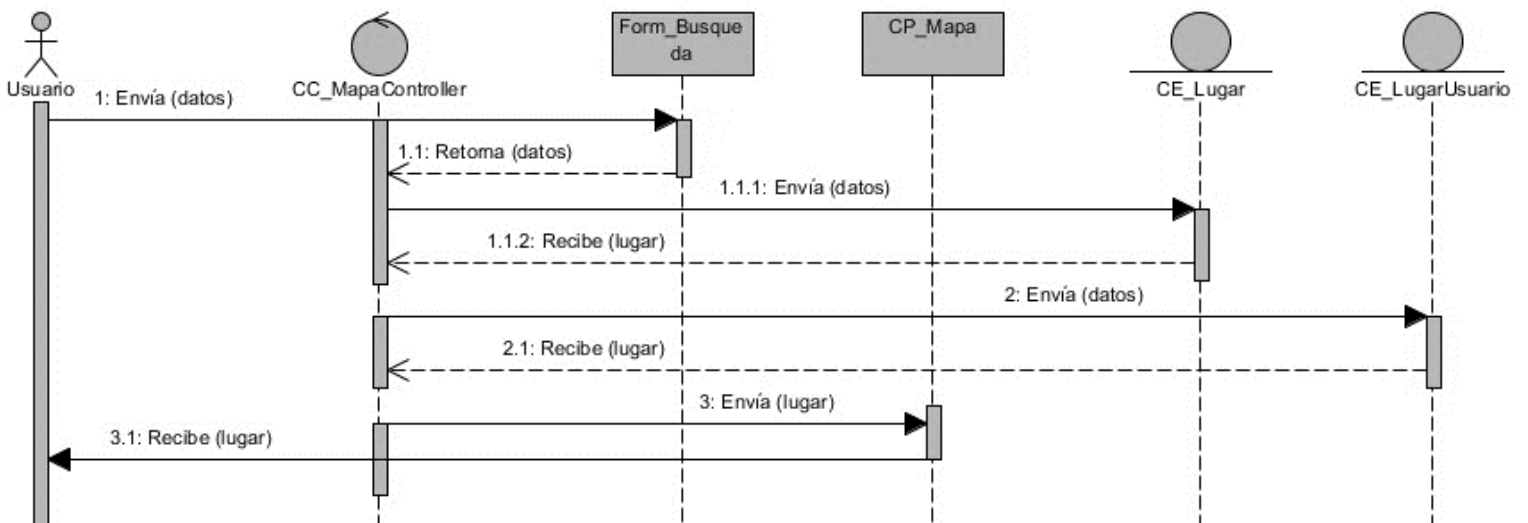 Form_Busque
da
CP_Mapa
Usuario
CC_MapaController
CE_Lugar
CE_LugarUsuario
1: Envía (datos)
1.1: Retorna (datos)
1.1.1: Envía (datos)
1.1.2: Recibe (lugar)
2: Envía (datos)
2.1: Recibe (lugar)
3: Envía (lugar)
3.1: Recibe (lugar)